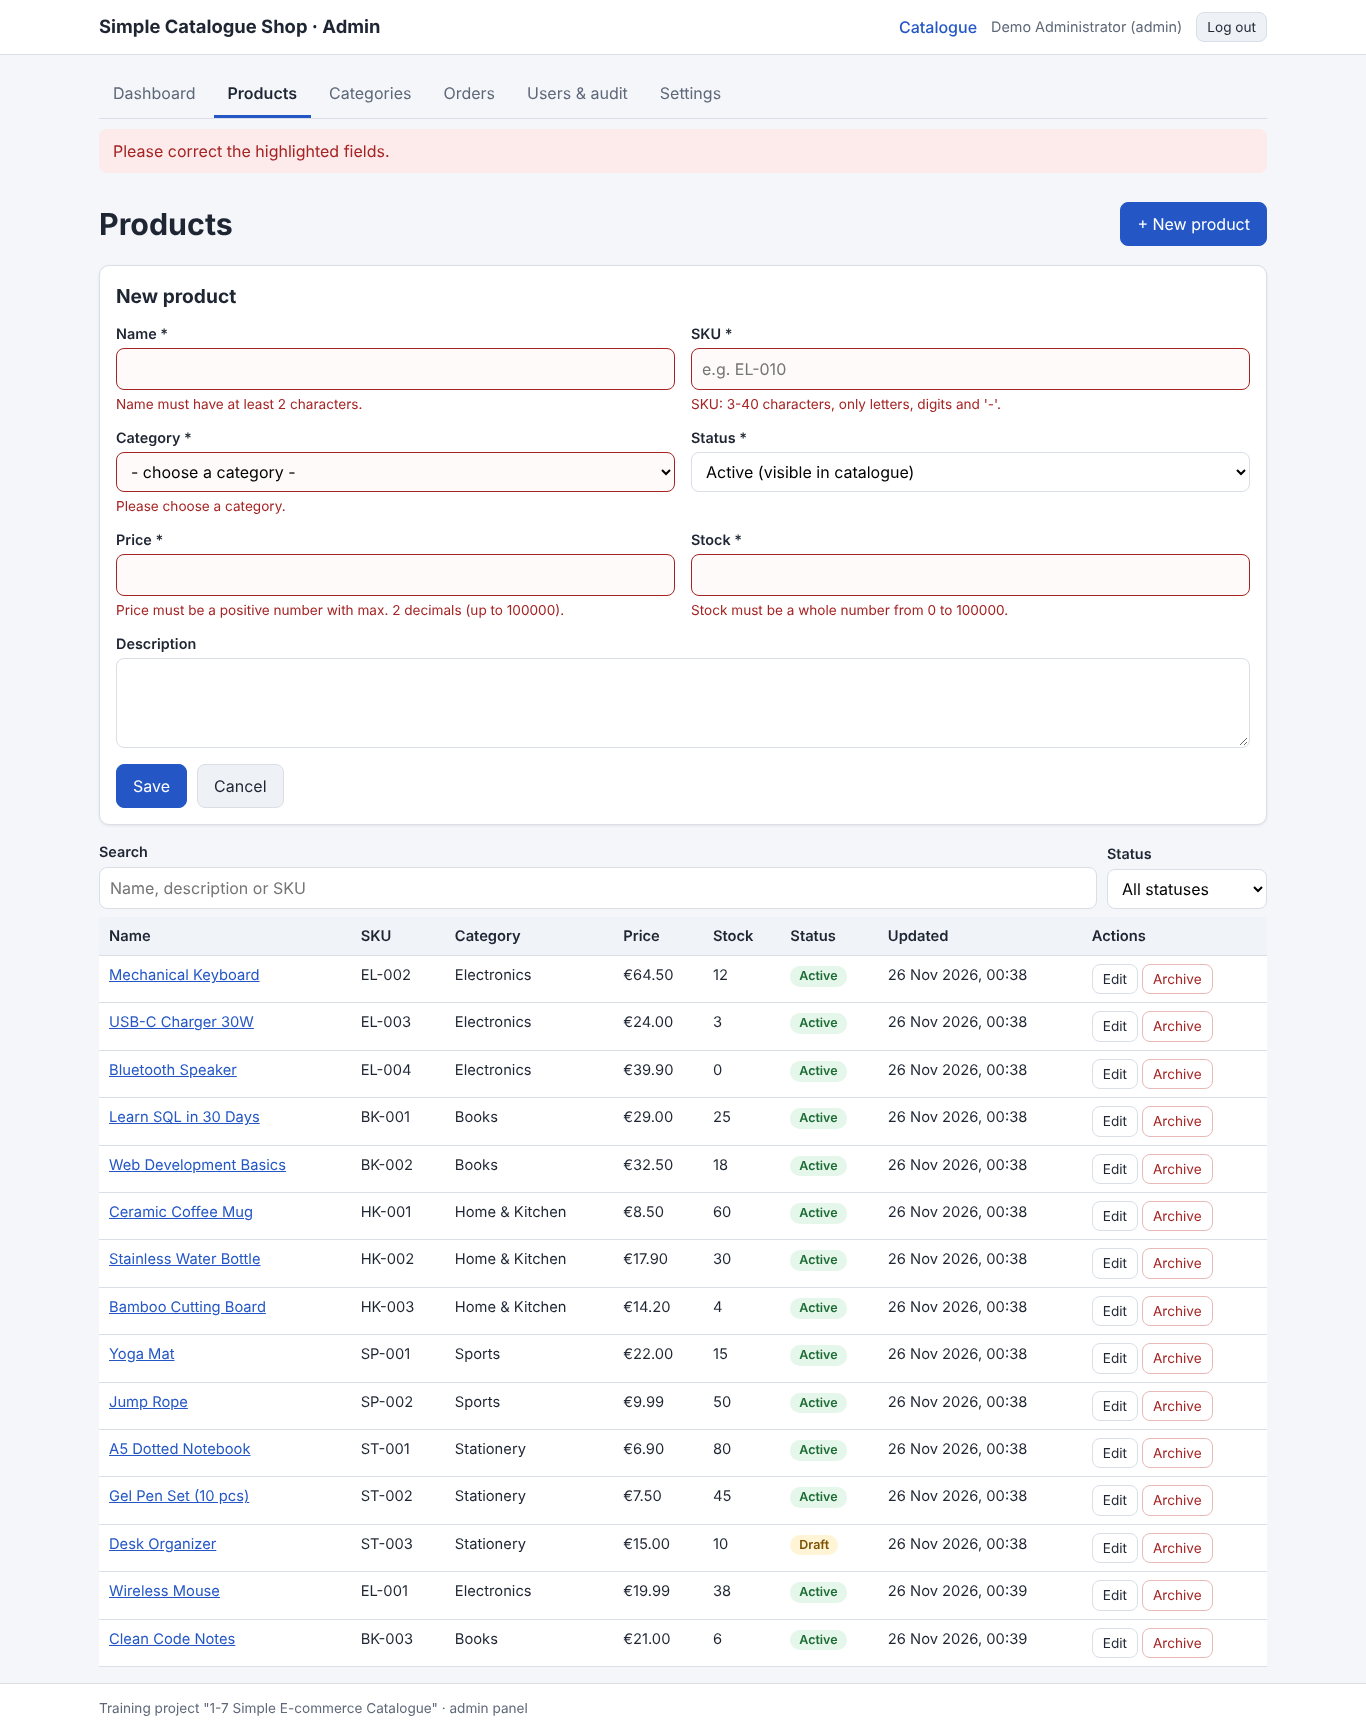 Simple Catalogue Shop · Admin
Catalogue Demo Administrator (admin) Log out
Dashboard Products Categories Orders Users & audit Settings
Please correct the highlighted fields.
Products
+ New product
New product
Name * SKU *
e.g. EL-010
Name must have at least 2 characters. SKU: 3-40 characters, only letters, digits and '-'.
Category * Status *
- choose a category - Active (visible in catalogue)
Please choose a category.
Price * Stock *
Price must be a positive number with max. 2 decimals (up to 100000). Stock must be a whole number from 0 to 100000.
Description
Save Cancel
Search Status
Name, description or SKU All statuses
Name SKU Category Price Stock Status Updated Actions
Mechanical Keyboard EL-002 Electronics €64.50 12 Active 26 Nov 2026, 00:38 Edit Archive
USB-C Charger 30W EL-003 Electronics €24.00 3 Active 26 Nov 2026, 00:38 Edit Archive
Bluetooth Speaker EL-004 Electronics €39.90 0 Active 26 Nov 2026, 00:38 Edit Archive
Learn SQL in 30 Days BK-001 Books €29.00 25 Active 26 Nov 2026, 00:38 Edit Archive
Web Development Basics BK-002 Books €32.50 18 Active 26 Nov 2026, 00:38 Edit Archive
Ceramic Coffee Mug HK-001 Home & Kitchen €8.50 60 Active 26 Nov 2026, 00:38 Edit Archive
Stainless Water Bottle HK-002 Home & Kitchen €17.90 30 Active 26 Nov 2026, 00:38 Edit Archive
Bamboo Cutting Board HK-003 Home & Kitchen €14.20 4 Active 26 Nov 2026, 00:38 Edit Archive
Yoga Mat SP-001 Sports €22.00 15 Active 26 Nov 2026, 00:38 Edit Archive
Jump Rope SP-002 Sports €9.99 50 Active 26 Nov 2026, 00:38 Edit Archive
A5 Dotted Notebook ST-001 Stationery €6.90 80 Active 26 Nov 2026, 00:38 Edit Archive
Gel Pen Set (10 pcs) ST-002 Stationery €7.50 45 Active 26 Nov 2026, 00:38 Edit Archive
Desk Organizer ST-003 Stationery €15.00 10 Draft 26 Nov 2026, 00:38 Edit Archive
Wireless Mouse EL-001 Electronics €19.99 38 Active 26 Nov 2026, 00:39 Edit Archive
Clean Code Notes BK-003 Books €21.00 6 Active 26 Nov 2026, 00:39 Edit Archive
Training project "1-7 Simple E-commerce Catalogue" · admin panel